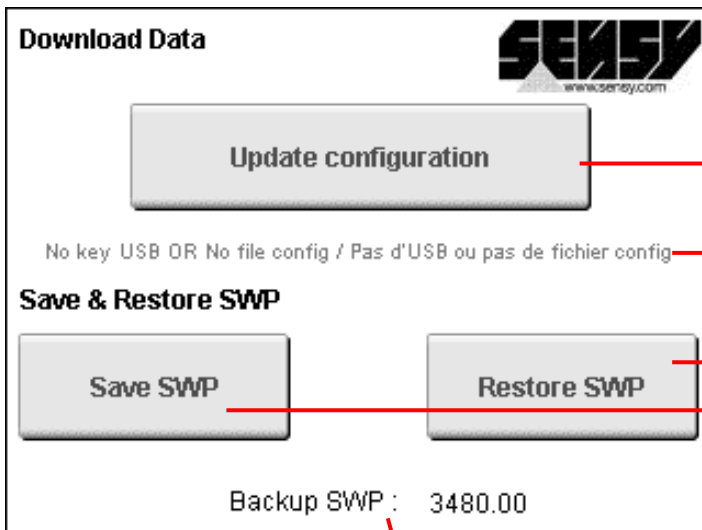 Download Data
SENSY
www.sensy.com
Update configuration
No key USB OR No file config / Pas d'USB ou pas de fichier config
Save & Restore SWP
Save SWP
Restore SWP
Backup SWP : 3480.00